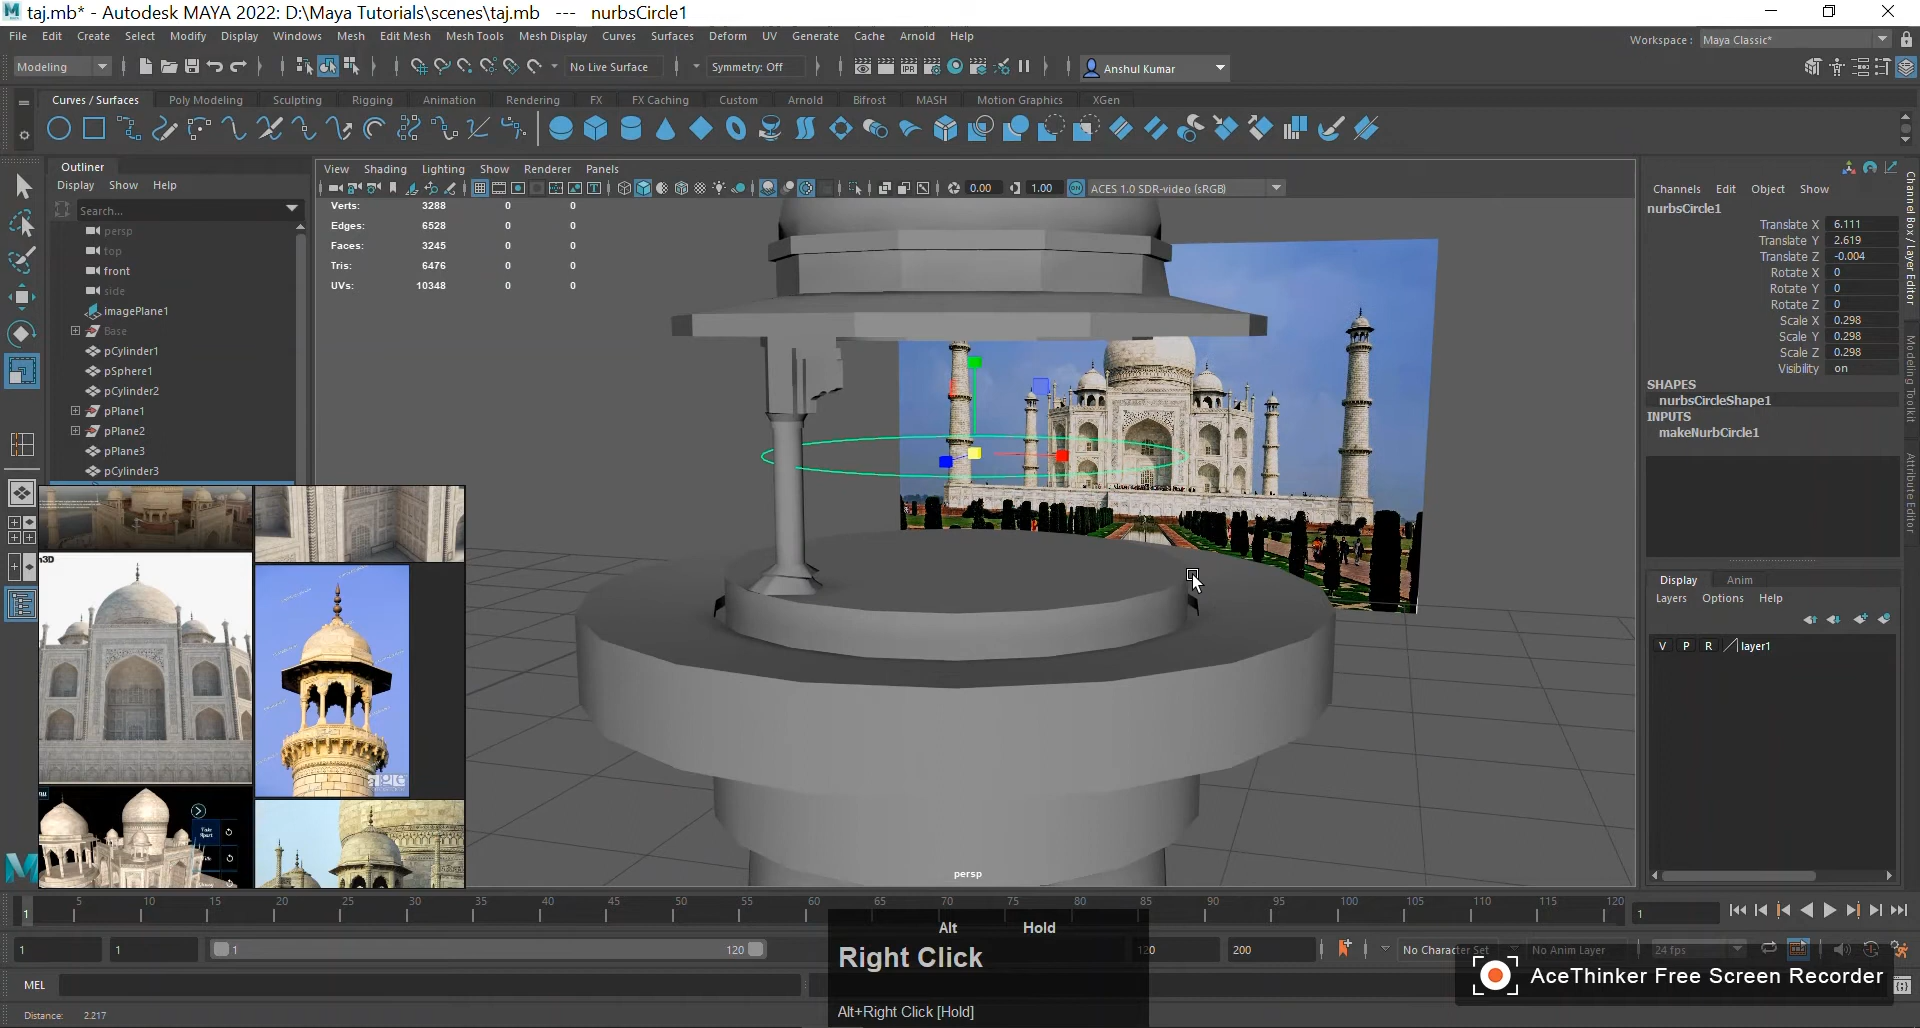 taj.mb* - Autodesk MAYA 2022: D:\Maya Tutorials\scenes\taj.mb --- nurbsCircle1
File Edit Create Select Modify Display Windows Mesh Edit Mesh Mesh Tools Mesh Display Curves Surfaces Deform UV Generate Cache Arnold Help
Workspace : Maya Classic*
Modeling No Live Surface Symmetry: Off Anshul Kumar
Curves / Surfaces Poly Modeling Sculpting Rigging Animation Rendering FX FX Caching Custom Arnold Bifrost MASH Motion Graphics XGen
Outliner
Display Show Help
Search...
persp
top
front
side
imagePlane1
Base
pCylinder1
pSphere1
pCylinder2
pPlane1
pPlane2
pPlane3
pCylinder3
View Shading Lighting Show Renderer Panels
0.00 1.00 ACES 1.0 SDR-video (sRGB)
Verts: 3288 0 0
Edges: 6528 0 0
Faces: 3245 0 0
Tris: 6476 0 0
UVs: 10348 0 0
persp
Channels Edit Object Show
nurbsCircle1
Translate X 6.111
Translate Y 2.619
Translate Z -0.004
Rotate X 0
Rotate Y 0
Rotate Z 0
Scale X 0.298
Scale Y 0.298
Scale Z 0.298
Visibility on
SHAPES
nurbsCircleShape1
INPUTS
makeNurbCircle1
Channel Box / Layer Editor
Modeling Toolkit
Attribute Editor
Display Anim
Layers Options Help
V P R layer1
5 10 15 20 25 30 35 40 45 50 55 60 65 70 75 80 85 90 95 100 105 110 115 120
1
1
1 1 1 120 120 200 No Character Set No Anim Layer 24 fps
Alt Hold
Right Click
Alt+Right Click [Hold]
AceThinker Free Screen Recorder
MEL
Distance: 2.217